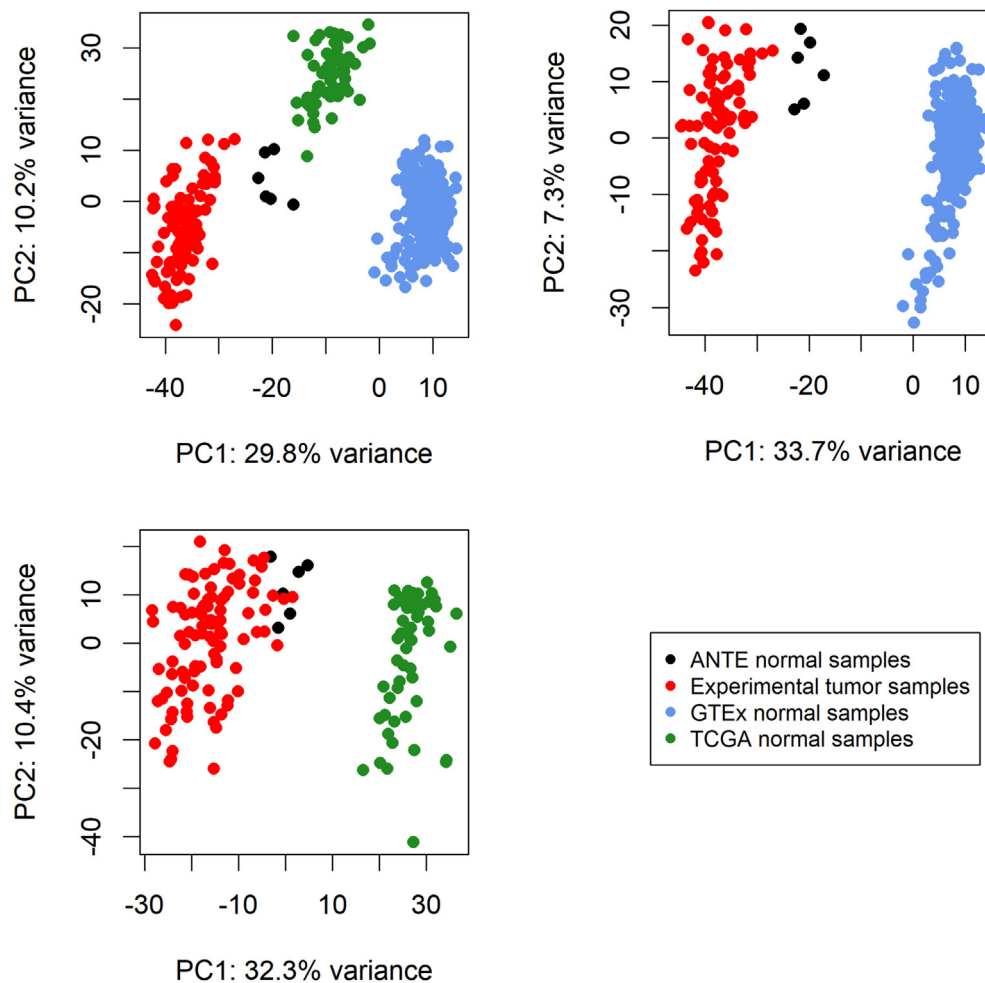 PC2: 10.2% variance
30
10
0
-20
-40
-20
0
10
PC1: 29.8% variance
PC2: 7.3% variance
20
10
0
-10
-30
-40
-20
0
10
PC1: 33.7% variance
PC2: 10.4% variance
10
0
-20
-40
-30
-10
10
30
PC1: 32.3% variance
ANTE normal samples
Experimental tumor samples
GTEx normal samples
TCGA normal samples